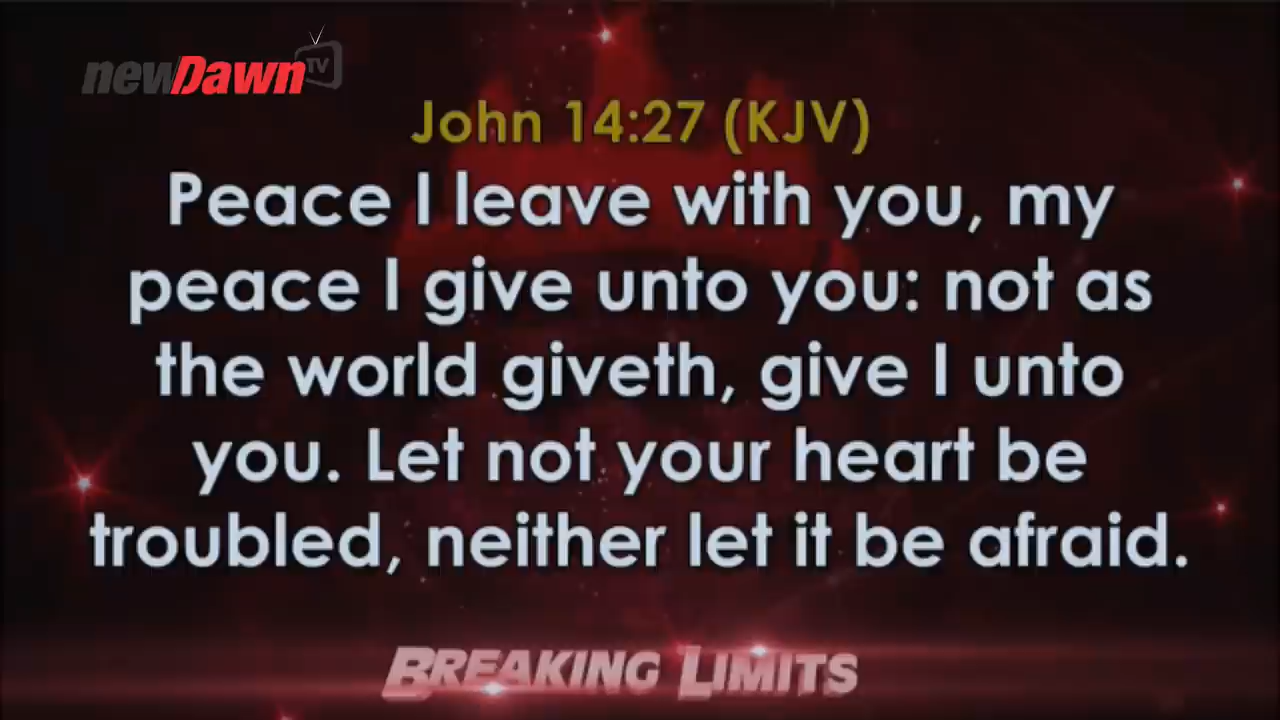 newDawn TV
John 14:27 (KJV)
Peace I leave with you, my
peace I give unto you: not as
the world giveth, give I unto
you. Let not your heart be
troubled, neither let it be afraid.
BREAKING LIMITS